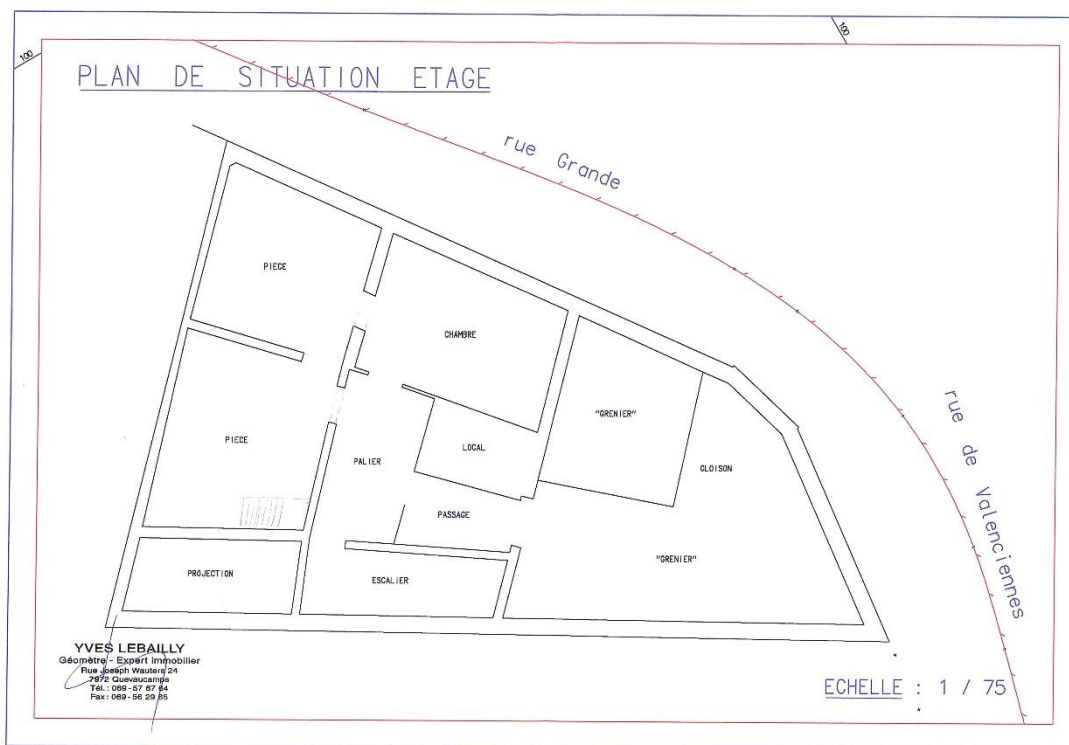 100
100
PLAN DE SITUATION ETAGE
rue Grande
PIECE
CHAMBRE
"GRENIER"
rue de Valenciennes
PIECE
LOCAL
PALIER
CLOISON
PASSAGE
"GRENIER"
PROJECTION
ESCALIER
YVES LEBAILLY
Géomètre - Expert immobilier
Rue Joseph Wauters 24
7972 Quevaucamps
Tél. : 069 - 57 67 64
Fax : 069 - 56 29 85
ECHELLE : 1 / 75